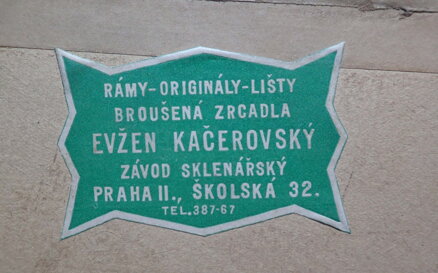 RÁMY-ORIGINÁLY-LIŠTY
BROUŠENÁ ZRCADLA
EVŽEN KAČEROVSKÝ
ZÁVOD SKLENÁŘSKÝ
PRAHA II., ŠKOLSKÁ 32.
TEL.387-67